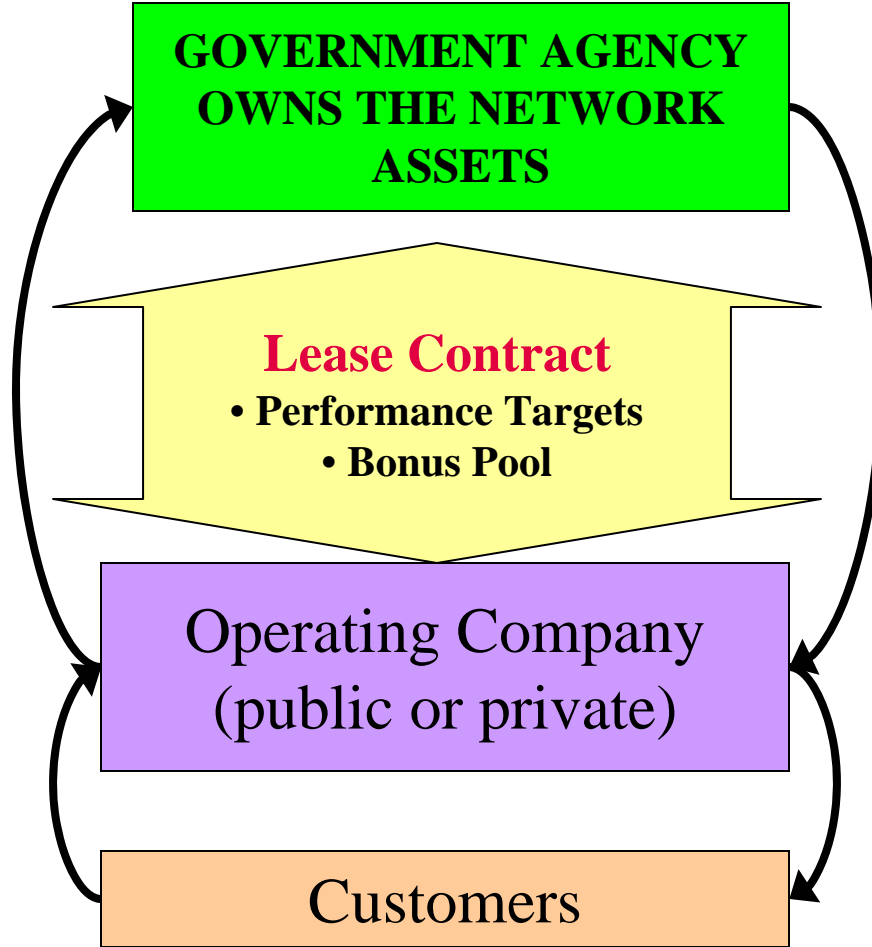 GOVERNMENT AGENCY
OWNS THE NETWORK
ASSETS
Lease Contract
• Performance Targets
• Bonus Pool
Operating Company
(public or private)
Customers